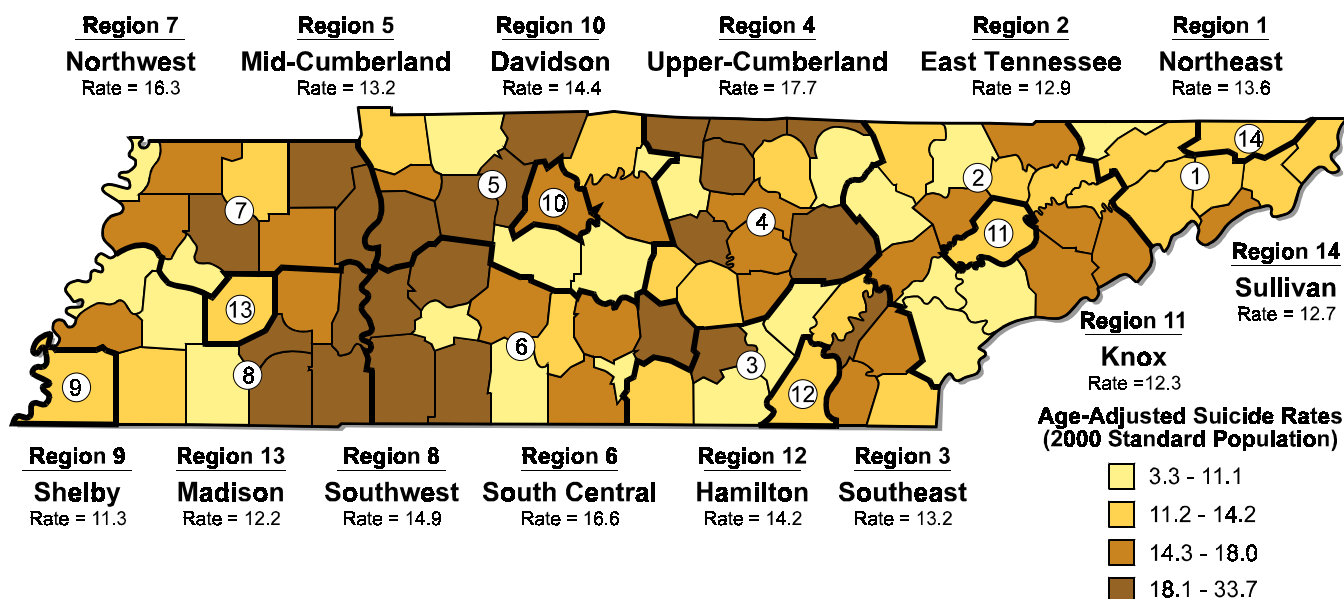 Region 7
Northwest
Rate = 16.3
Region 5
Mid-Cumberland
Rate = 13.2
Region 10
Davidson
Rate = 14.4
Region 4
Upper-Cumberland
Rate = 17.7
Region 2
East Tennessee
Rate = 12.9
Region 1
Northeast
Rate = 13.6
14
5
2
1
10
7
4
11
13
6
3
8
9
12
Region 14
Sullivan
Rate = 12.7
Region 11
Knox
Rate =12.3
Region 9
Shelby
Rate = 11.3
Region 13
Madison
Rate = 12.2
Region 8
Southwest
Rate = 14.9
Region 6
South Central
Rate = 16.6
Region 12
Hamilton
Rate = 14.2
Region 3
Southeast
Rate = 13.2
Age-Adjusted Suicide Rates
(2000 Standard Population)
3.3 - 11.1
11.2 - 14.2
14.3 - 18.0
18.1 - 33.7